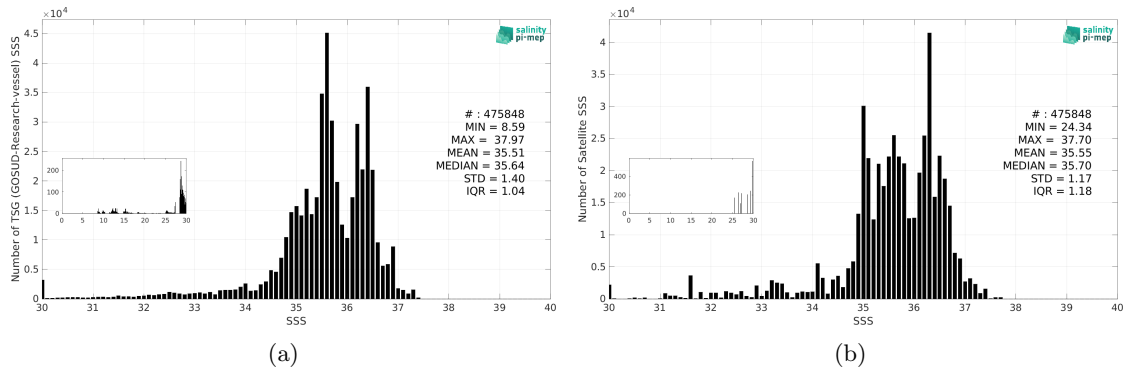 ×10⁴
4.5
4
3.5
3
2.5
2
1.5
1
0.5
0
Number of TSG (GOSUD-Research-vessel) SSS
salinity
pi-mep
# : 475848
MIN = 8.59
MAX = 37.97
MEAN = 35.51
MEDIAN = 35.64
STD = 1.40
IQR = 1.04
200
100
0
0 5 10 15 20 25 30
30 31 32 33 34 35 36 37 38 39 40
SSS
(a)
×10⁴
4
3.5
3
2.5
2
1.5
1
0.5
0
Number of Satellite SSS
salinity
pi-mep
# : 475848
MIN = 24.34
MAX = 37.70
MEAN = 35.55
MEDIAN = 35.70
STD = 1.17
IQR = 1.18
400
200
0
0 5 10 15 20 25 30
30 31 32 33 34 35 36 37 38 39 40
SSS
(b)